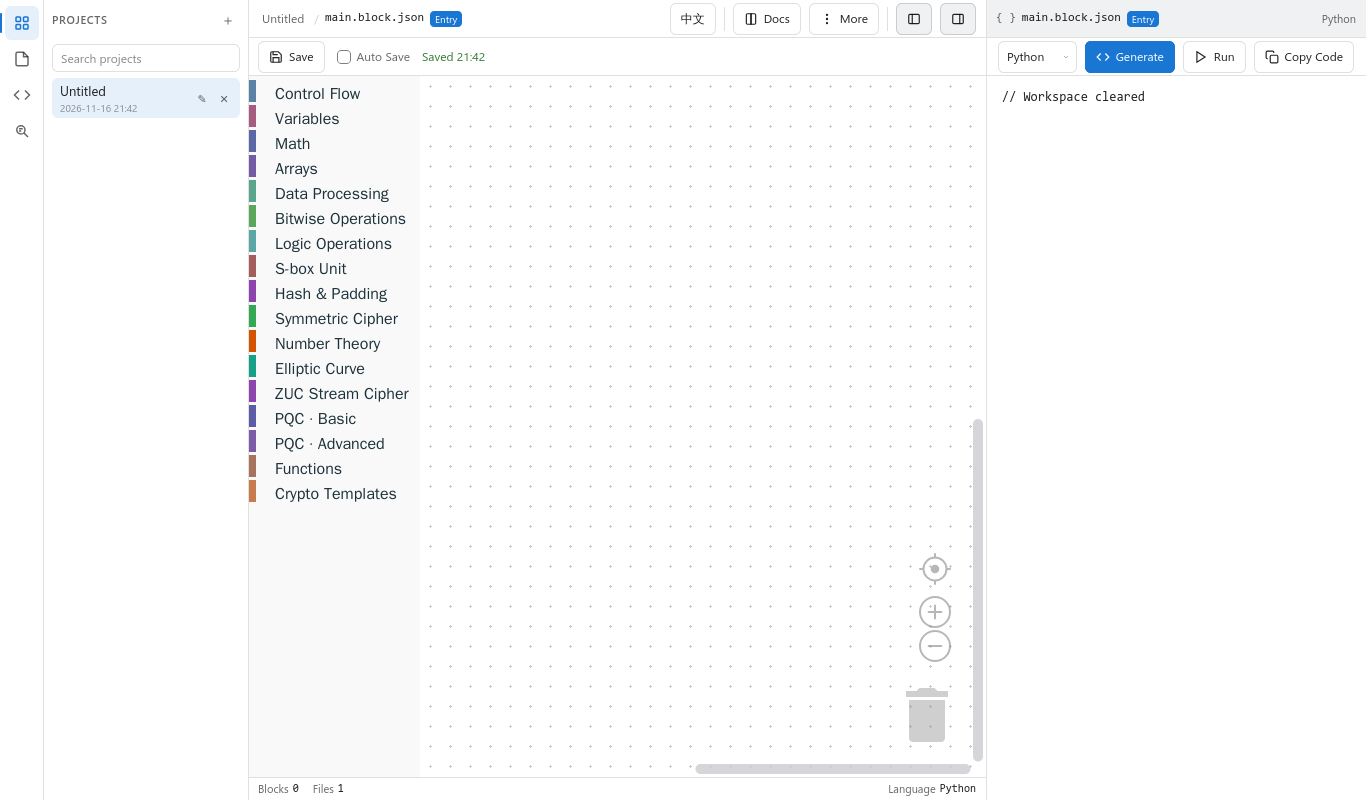 PROJECTS
Search projects
Untitled
2026-11-16 21:42
Untitled / main.block.json Entry
中文
Docs
More
Save
Auto Save
Saved 21:42
Control Flow
Variables
Math
Arrays
Data Processing
Bitwise Operations
Logic Operations
S-box Unit
Hash & Padding
Symmetric Cipher
Number Theory
Elliptic Curve
ZUC Stream Cipher
PQC · Basic
PQC · Advanced
Functions
Crypto Templates
Blocks 0 Files 1
Language Python
{ } main.block.json Entry
Python
Python
Generate
Run
Copy Code
// Workspace cleared